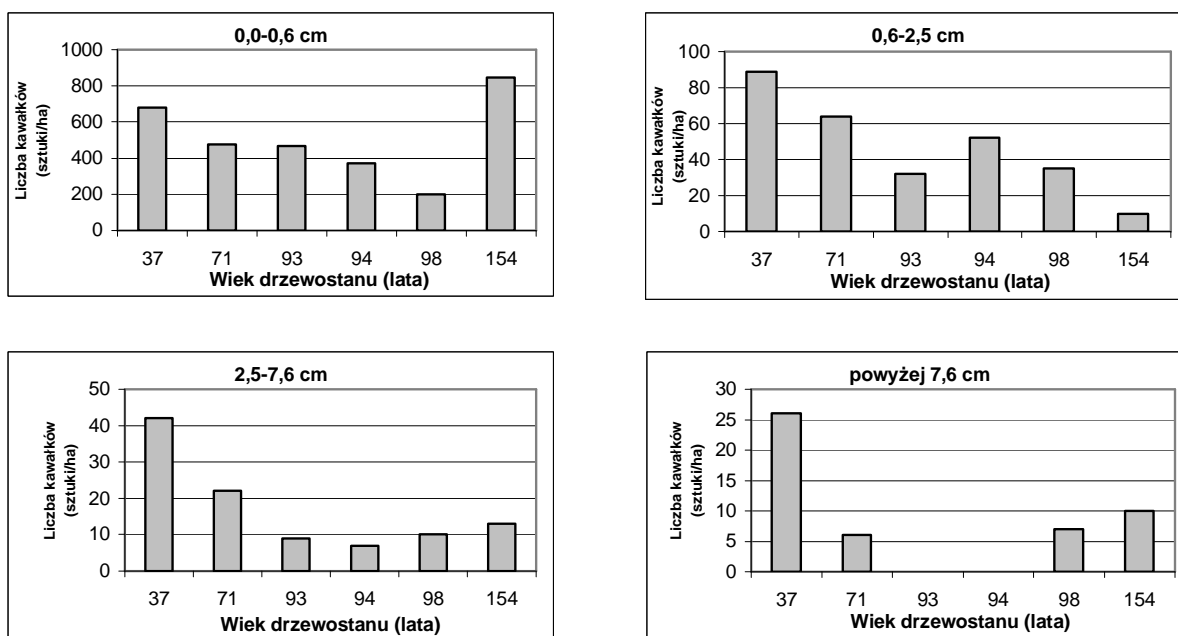 0,0-0,6 cm
Liczba kawałków
(sztuki/ha)
1000
800
600
400
200
0
37 71 93 94 98 154
Wiek drzewostanu (lata)
0,6-2,5 cm
Liczba kawałków
(sztuki/ha)
100
80
60
40
20
0
37 71 93 94 98 154
Wiek drzewostanu (lata)
2,5-7,6 cm
Liczba kawałków
(sztuki/ha)
50
40
30
20
10
0
37 71 93 94 98 154
Wiek drzewostanu (lata)
powyżej 7,6 cm
Liczba kawałków
(sztuki/ha)
30
25
20
15
10
5
0
37 71 93 94 98 154
Wiek drzewostanu (lata)